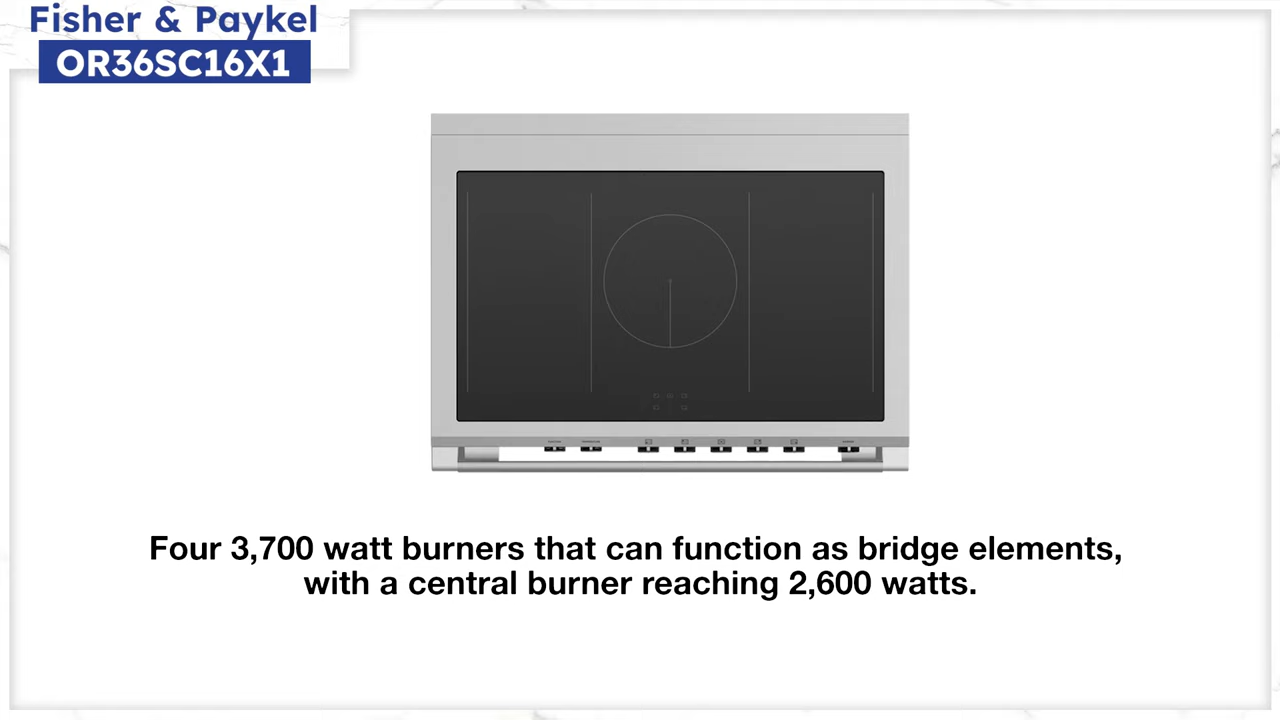 Fisher & Paykel
OR36SC16X1
Four 3,700 watt burners that can function as bridge elements,
with a central burner reaching 2,600 watts.